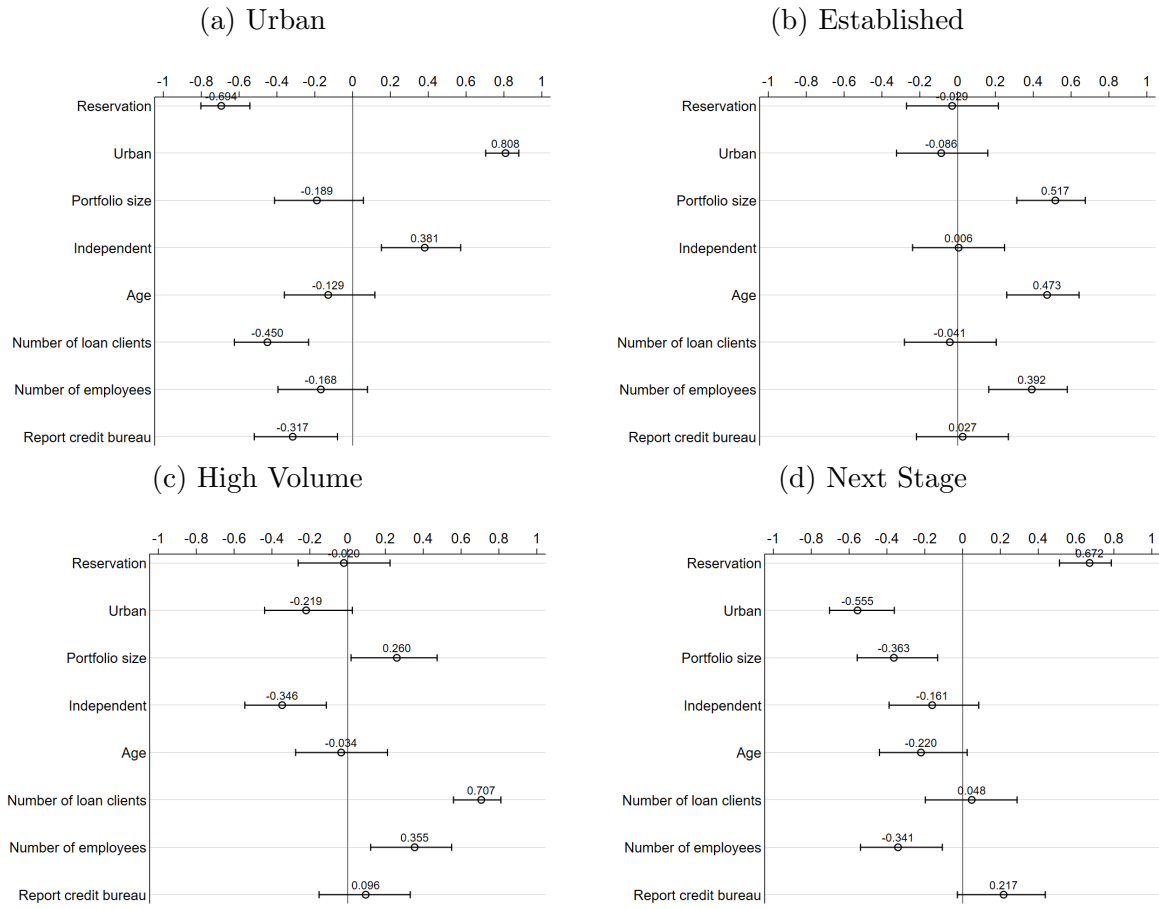 (a) Urban
-1 -0.8 -0.6 -0.4 -0.2 0 0.2 0.4 0.6 0.8 1
Reservation -0.694
Urban 0.808
Portfolio size -0.189
Independent 0.381
Age -0.129
Number of loan clients -0.450
Number of employees -0.168
Report credit bureau -0.317
(b) Established
-1 -0.8 -0.6 -0.4 -0.2 0 0.2 0.4 0.6 0.8 1
Reservation -0.029
Urban -0.086
Portfolio size 0.517
Independent 0.006
Age 0.473
Number of loan clients -0.041
Number of employees 0.392
Report credit bureau 0.027
(c) High Volume
-1 -0.8 -0.6 -0.4 -0.2 0 0.2 0.4 0.6 0.8 1
Reservation -0.020
Urban -0.219
Portfolio size 0.260
Independent -0.346
Age -0.034
Number of loan clients 0.707
Number of employees 0.355
Report credit bureau 0.096
(d) Next Stage
-1 -0.8 -0.6 -0.4 -0.2 0 0.2 0.4 0.6 0.8 1
Reservation 0.672
Urban -0.555
Portfolio size -0.363
Independent -0.161
Age -0.220
Number of loan clients 0.048
Number of employees -0.341
Report credit bureau 0.217